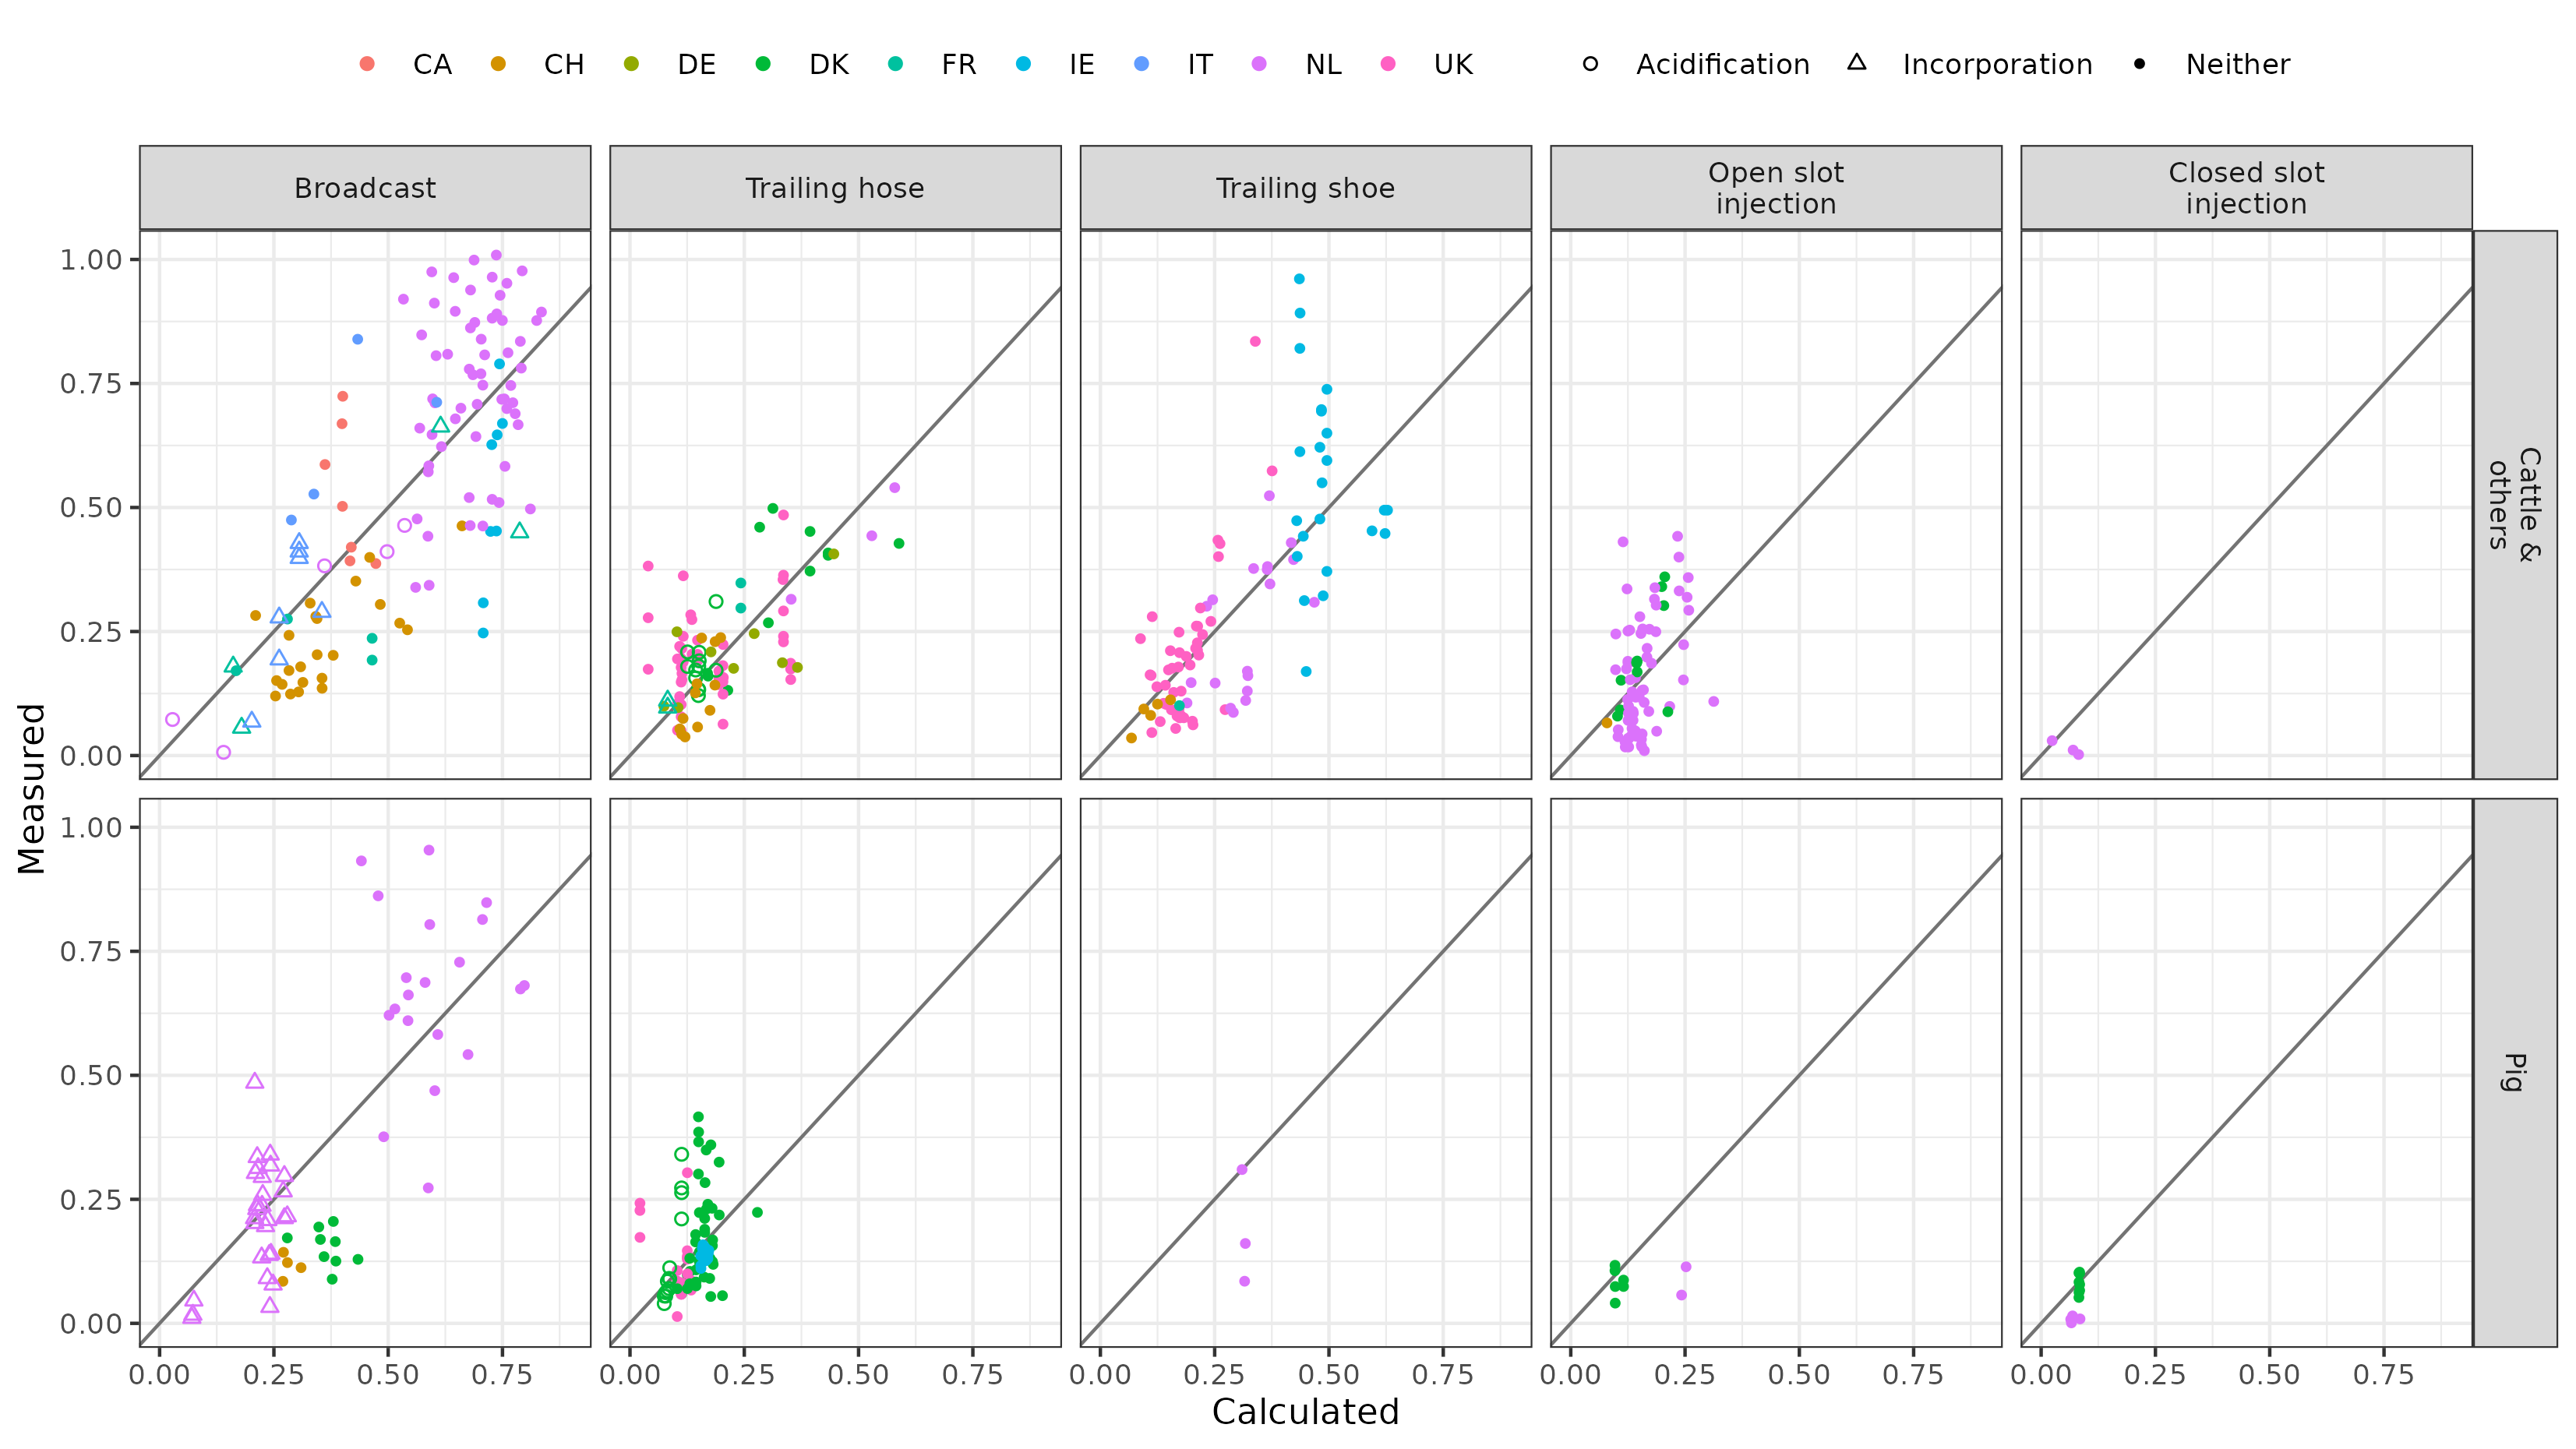 CA CH DE DK FR IE IT NL UK Acidification Incorporation Neither
Broadcast
Trailing hose
Trailing shoe
Open slot
injection
Closed slot
injection
Measured
1.00
0.75
0.50
0.25
0.00
Cattle &
others
1.00
0.75
0.50
0.25
0.00
Pig
0.00 0.25 0.50 0.75
0.00 0.25 0.50 0.75
0.00 0.25 0.50 0.75
0.00 0.25 0.50 0.75
0.00 0.25 0.50 0.75
Calculated